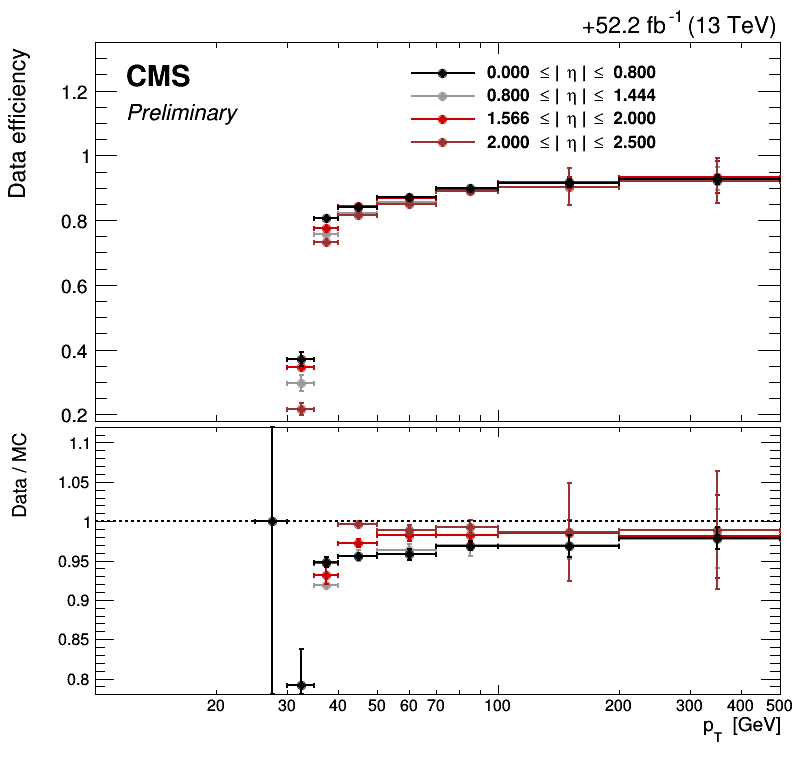 +52.2 fb-1 (13 TeV)
CMS
Preliminary
0.000 ≤| η | ≤ 0.800
0.800 ≤| η | ≤ 1.444
1.566 ≤| η | ≤ 2.000
2.000 ≤| η | ≤ 2.500
Data efficiency
1.2
1
0.8
0.6
0.4
0.2
Data / MC
1.1
1.05
1
0.95
0.9
0.85
0.8
20 30 40 50 60 70 100 200 300 400 500
pT [GeV]